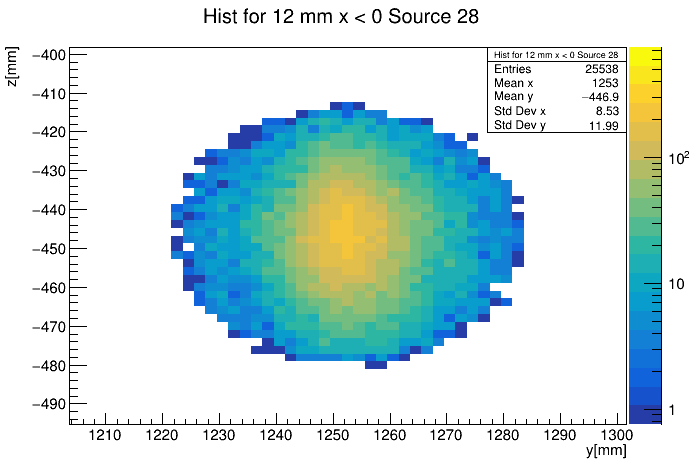 Hist for 12 mm x < 0 Source 28
z[mm]
−400
−410
−420
−430
−440
−450
−460
−470
−480
−490
Hist for 12 mm x < 0 Source 28
Entries 25538
Mean x 1253
Mean y −446.9
Std Dev x 8.53
Std Dev y 11.99
10²
10
1
1210 1220 1230 1240 1250 1260 1270 1280 1290 1300
y[mm]